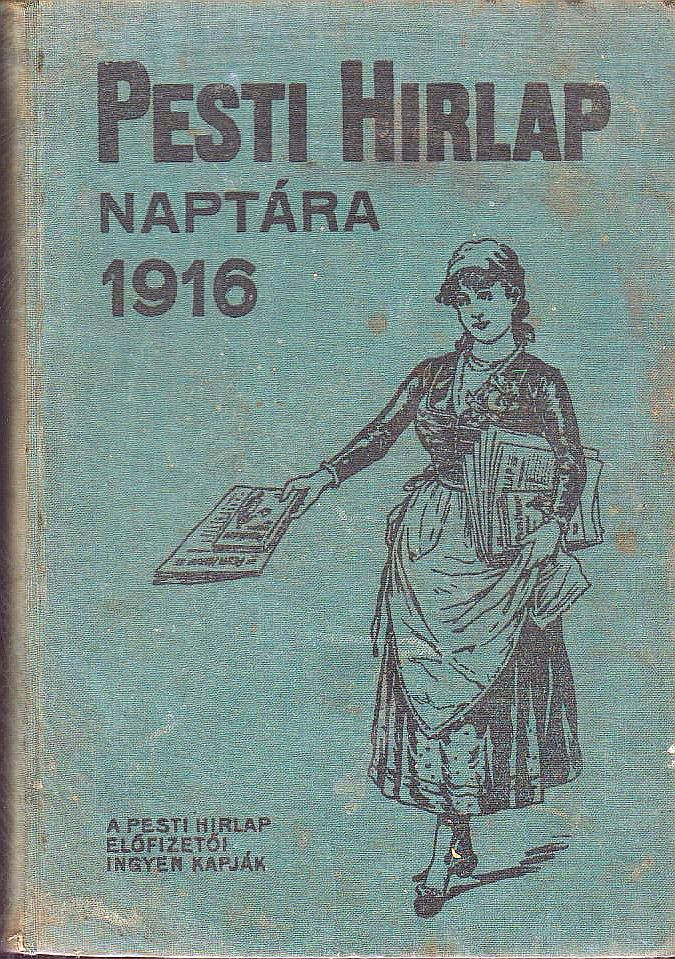 PESTI HIRLAP
NAPTÁRA
1916
A PESTI HIRLAP
ELŐFIZETŐI
INGYEN KAPJÁK